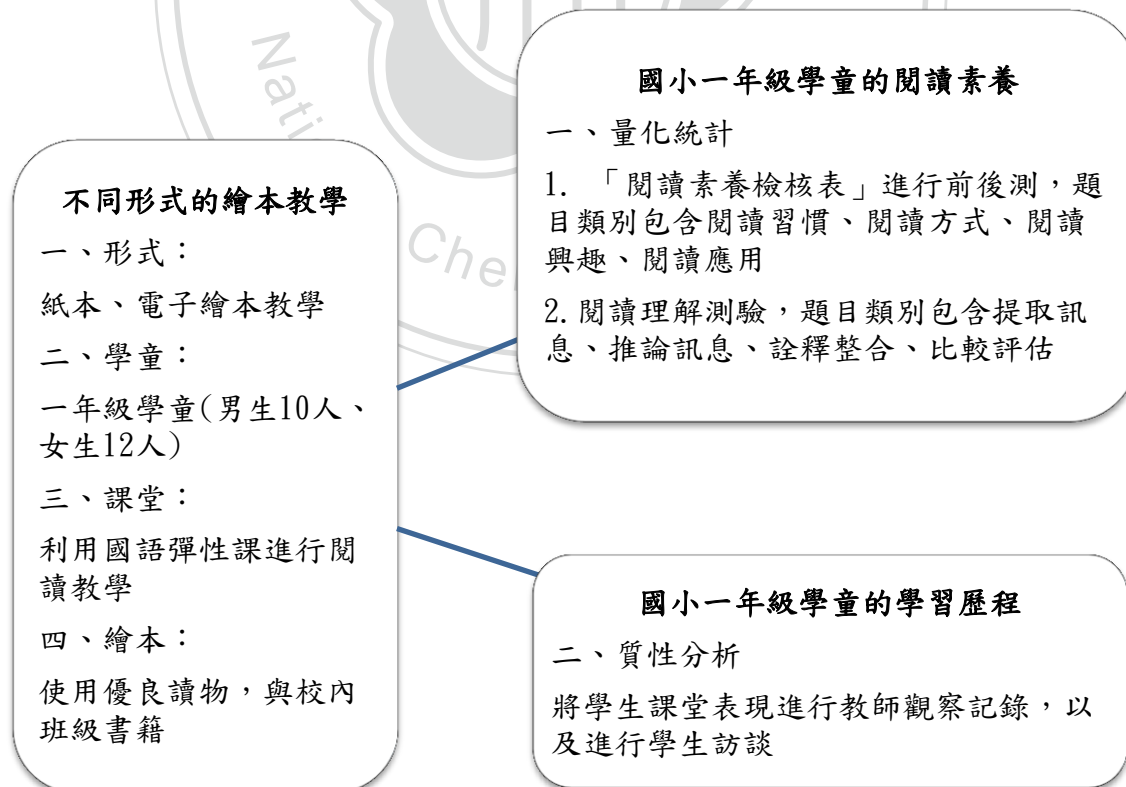 Nati
Che
不同形式的繪本教學
一、形式：
紙本、電子繪本教學
二、學童：
一年級學童(男生10人、
女生12人)
三、課堂：
利用國語彈性課進行閱
讀教學
四、繪本：
使用優良讀物，與校內
班級書籍
國小一年級學童的閱讀素養
一、量化統計
1. 「閱讀素養檢核表」進行前後測，題
目類別包含閱讀習慣、閱讀方式、閱讀
興趣、閱讀應用
2.閱讀理解測驗，題目類別包含提取訊
息、推論訊息、詮釋整合、比較評估
國小一年級學童的學習歷程
二、質性分析
將學生課堂表現進行教師觀察記錄，以
及進行學生訪談